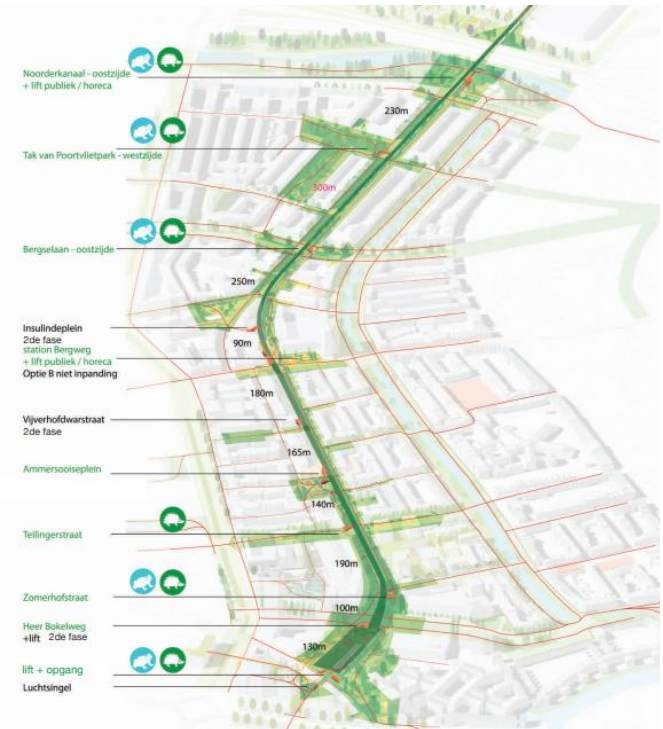 Noorderkanaal - oostzijde
+ lift publiek / horeca
230m
Tak van Poortvlietpark - westzijde
300m
Bergselaan - oostzijde
250m
Insulindeplein
2de fase
90m
station Bergweg
+ lift publiek / horeca
Optie B niet inpanding
180m
Vijverhofdwarstraat
2de fase
165m
Ammersooiseplein
140m
Teilingerstraat
190m
Zomerhofstraat
100m
Heer Bokelweg
+lift 2de fase
130m
lift + opgang
Luchtsingel